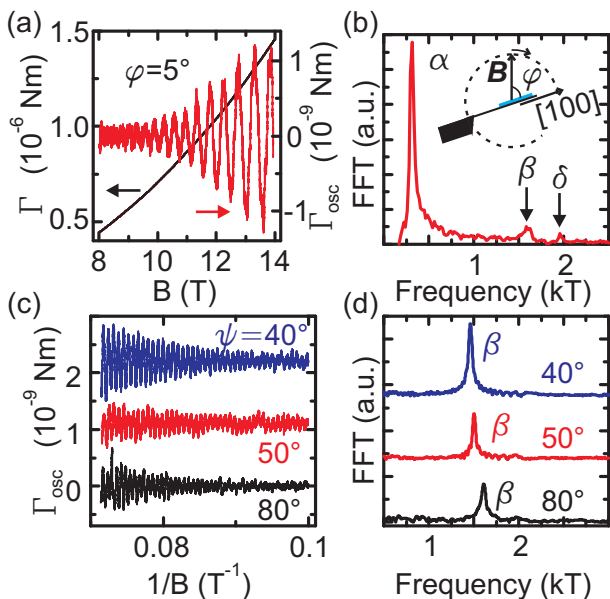 (a)
1.5
1.0
0.5
Γ (10⁻⁶ Nm)
φ=5°
1
0
-1
Γosc (10⁻⁹ Nm)
8
10
12
14
B (T)
(b)
FFT (a.u.)
α
B
φ
[100]
β
δ
1
2
Frequency (kT)
(c)
Γosc (10⁻⁹ Nm)
2
1
0
ψ=40°
50°
80°
0.08
0.1
1/B (T⁻¹)
(d)
FFT (a.u.)
β
40°
β
50°
β
80°
1
2
Frequency (kT)